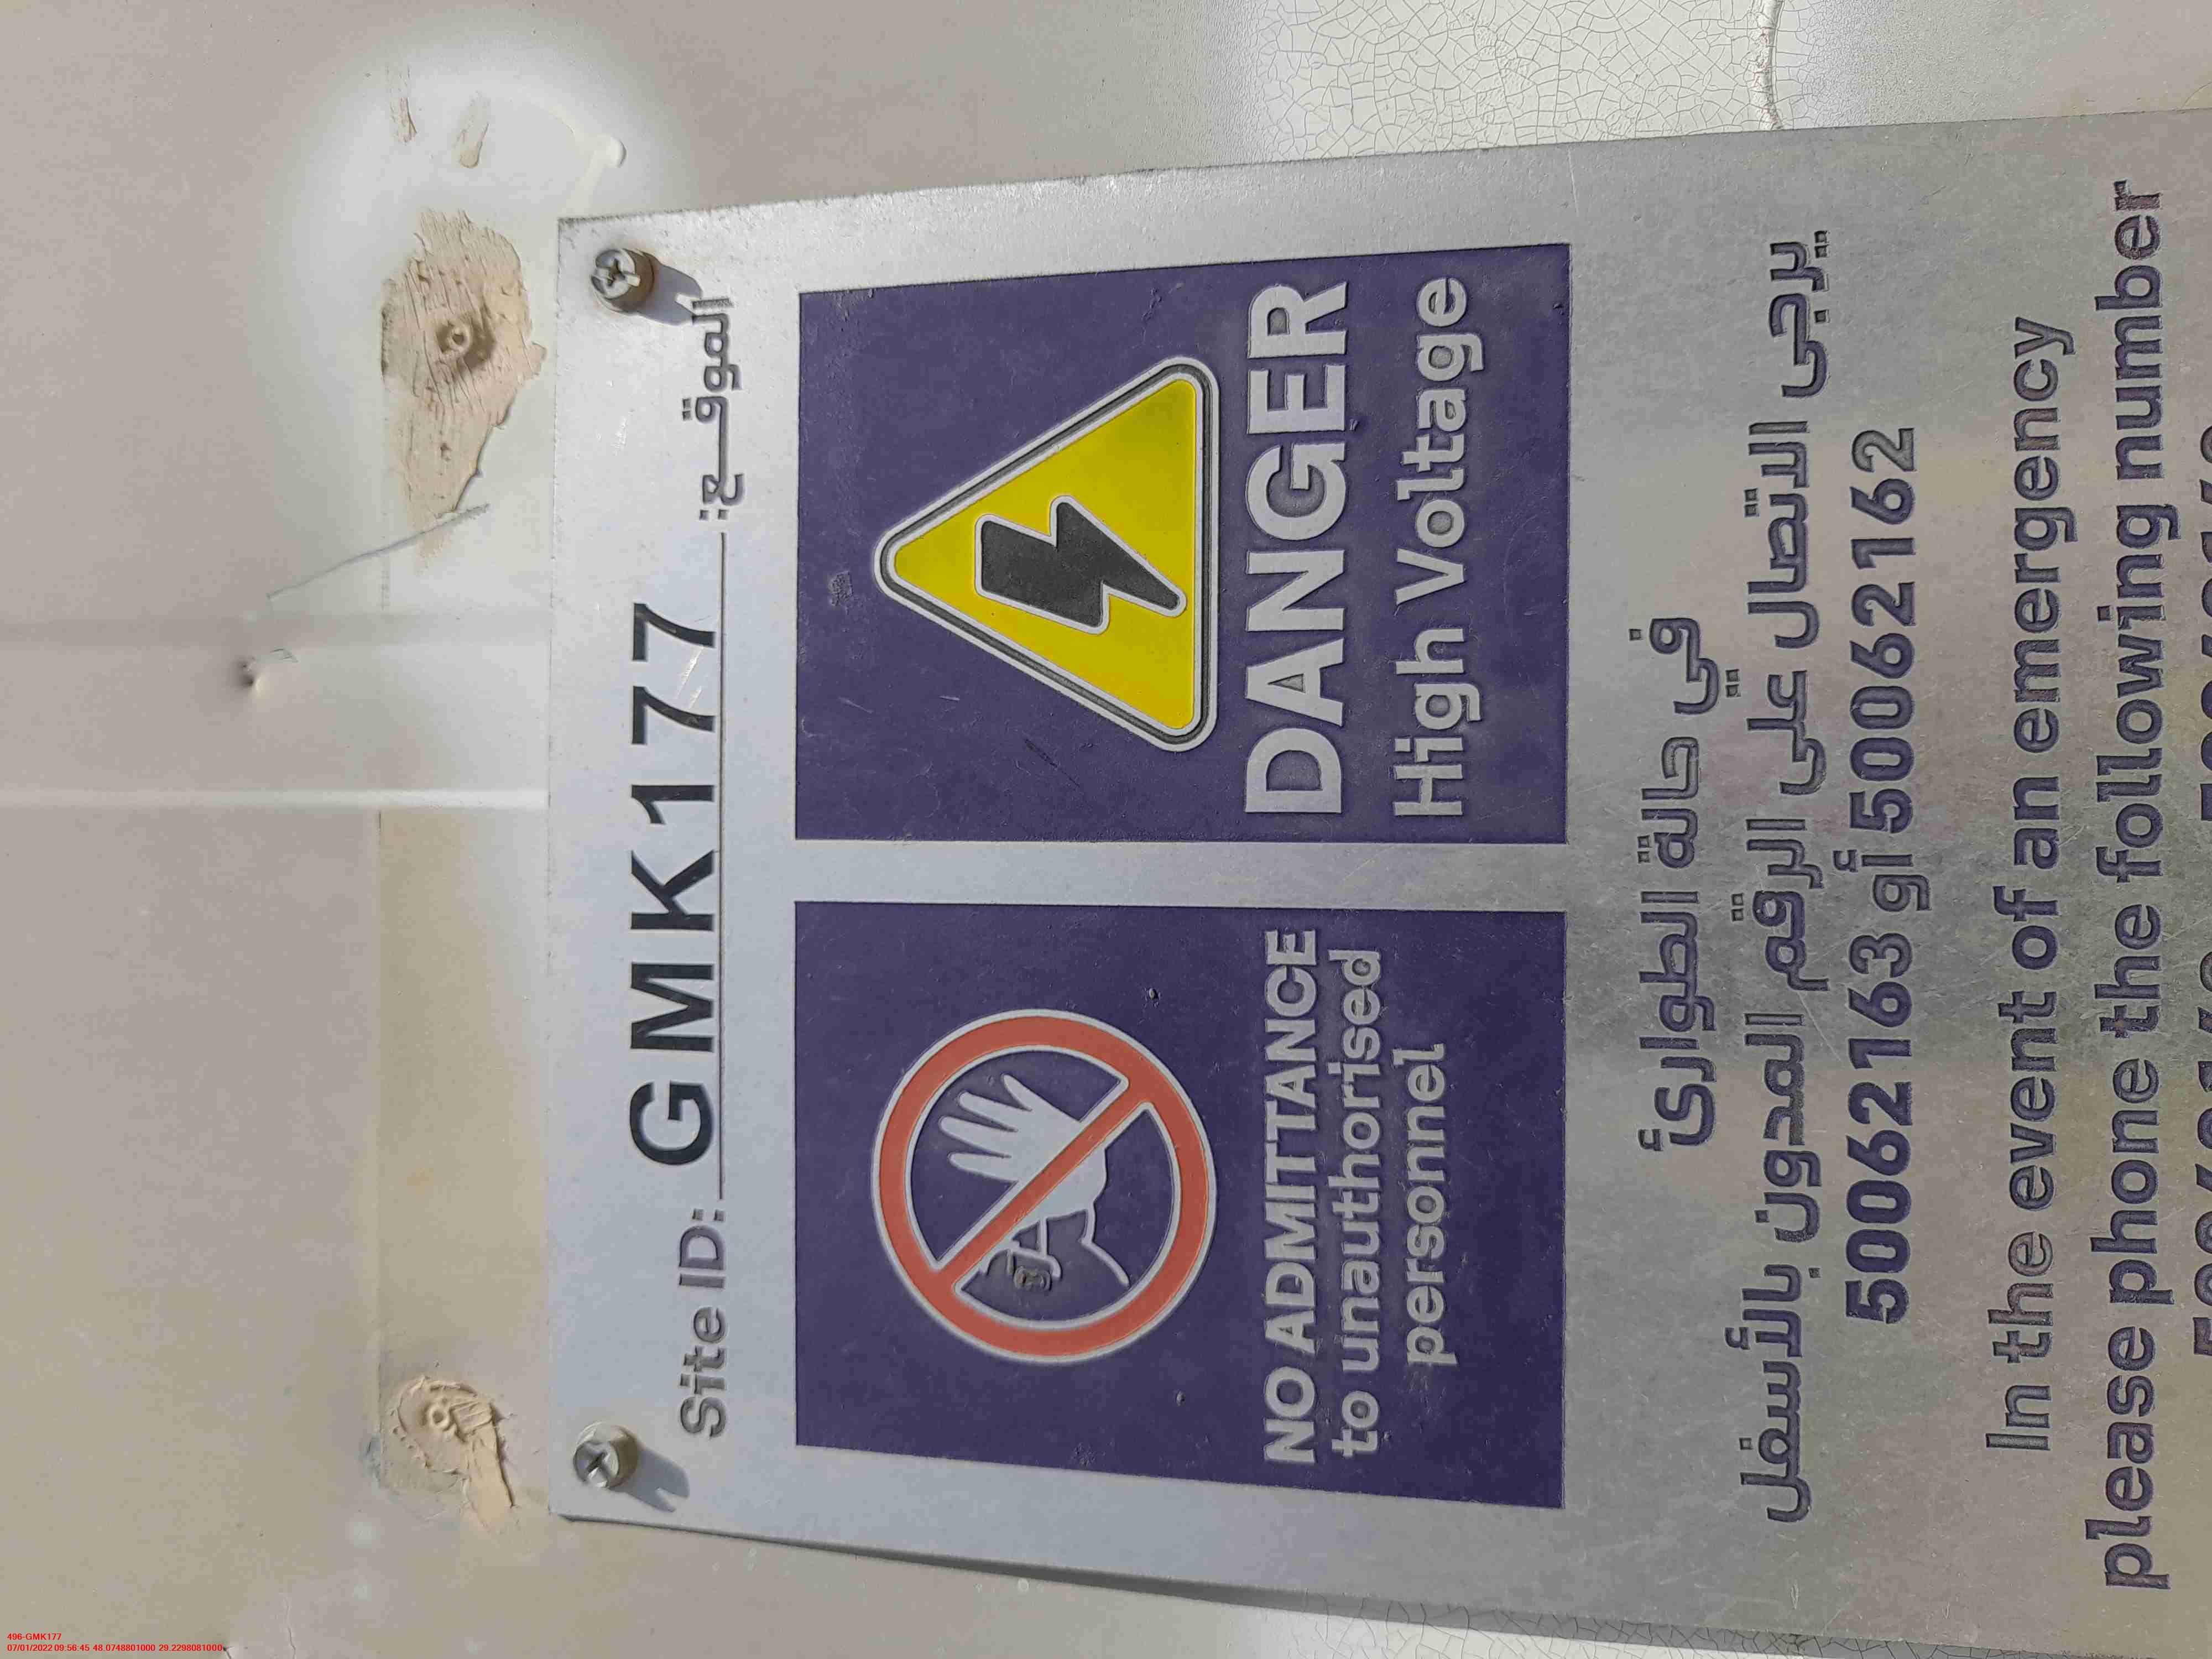 Site ID: GMK177 الموقـــع:
NO ADMITTANCE
to unauthorised
personnel
DANGER
High Voltage
في حالة الطوارئ
يرجى الاتصال على الرقم المدون بالأسفل
50062163 أو 50062162
In the event of an emergency
please phone the following number
496-GMK177
07/01/2022 09:56:45 48.0748801000 29.2298081000